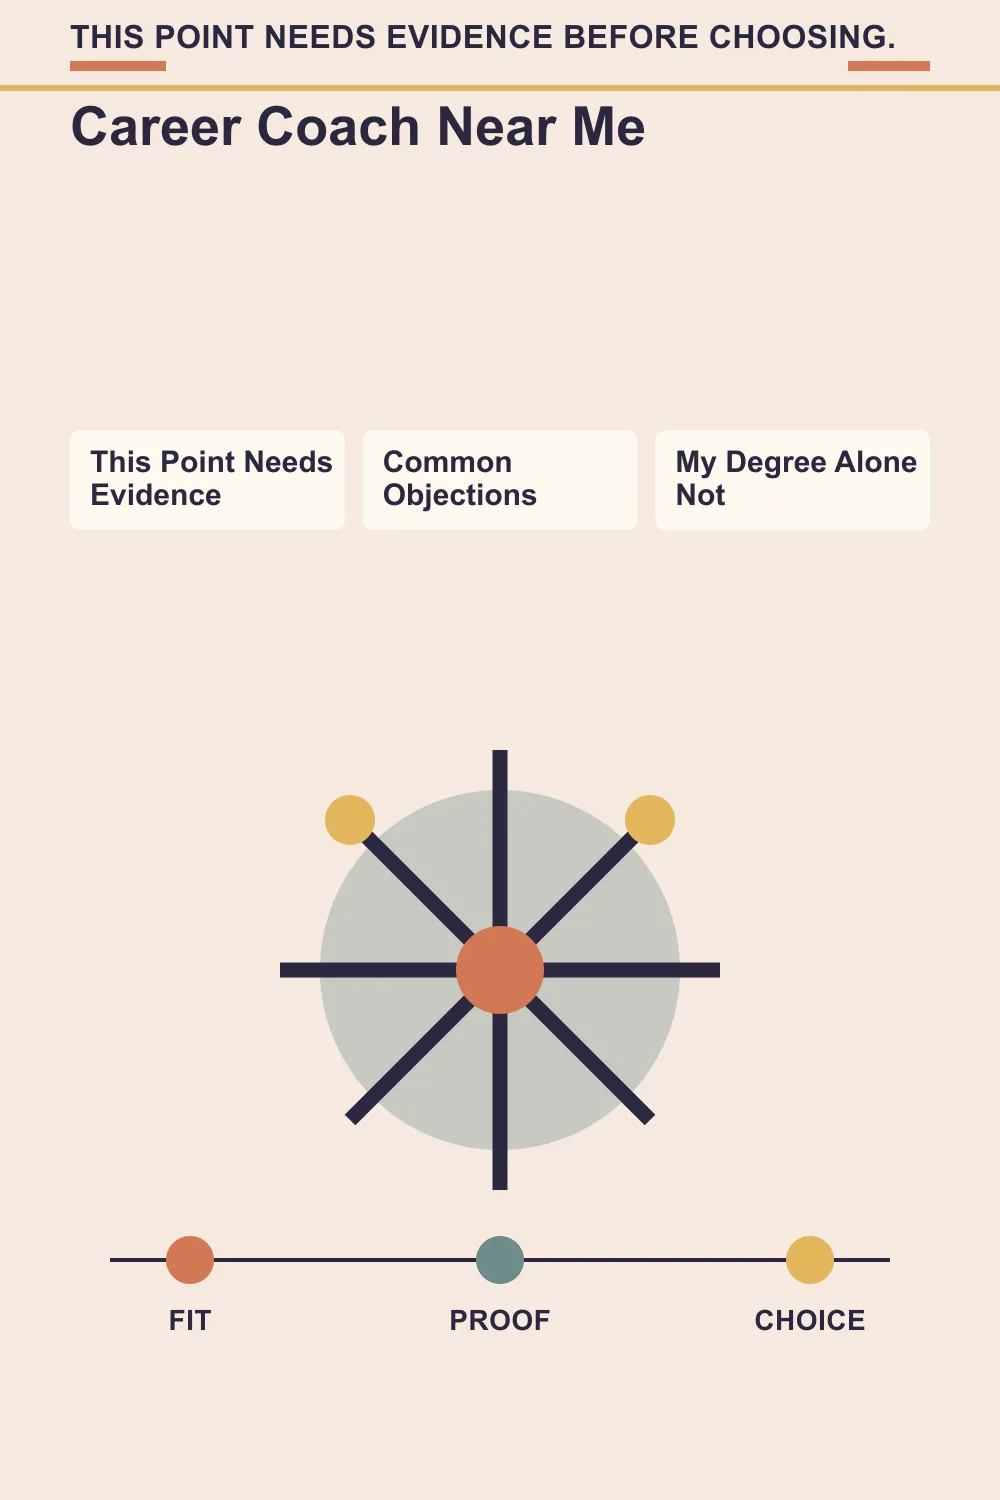 THIS POINT NEEDS EVIDENCE BEFORE CHOOSING.
Career Coach Near Me
This Point Needs
Evidence
Common
Objections
My Degree Alone
Not
FIT
PROOF
CHOICE